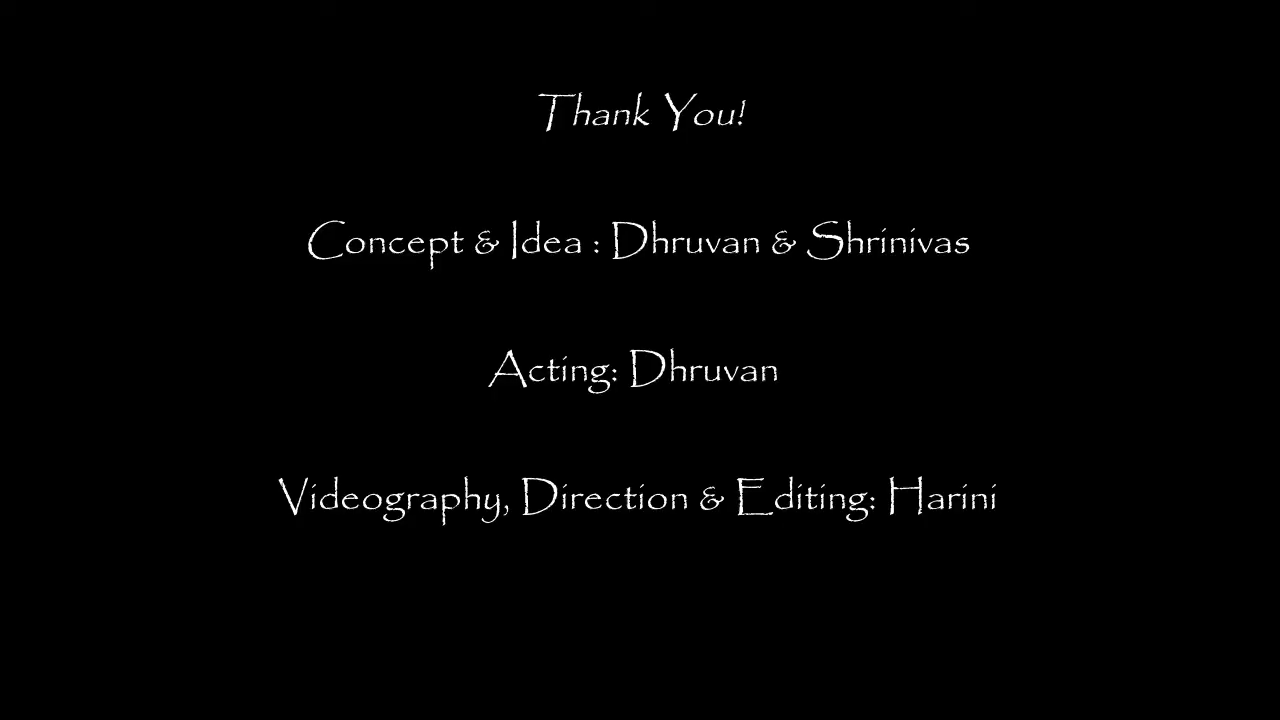 Thank You!
Concept & Idea : Dhruvan & Shrinivas
Acting: Dhruvan
Videography, Direction & Editing: Harini